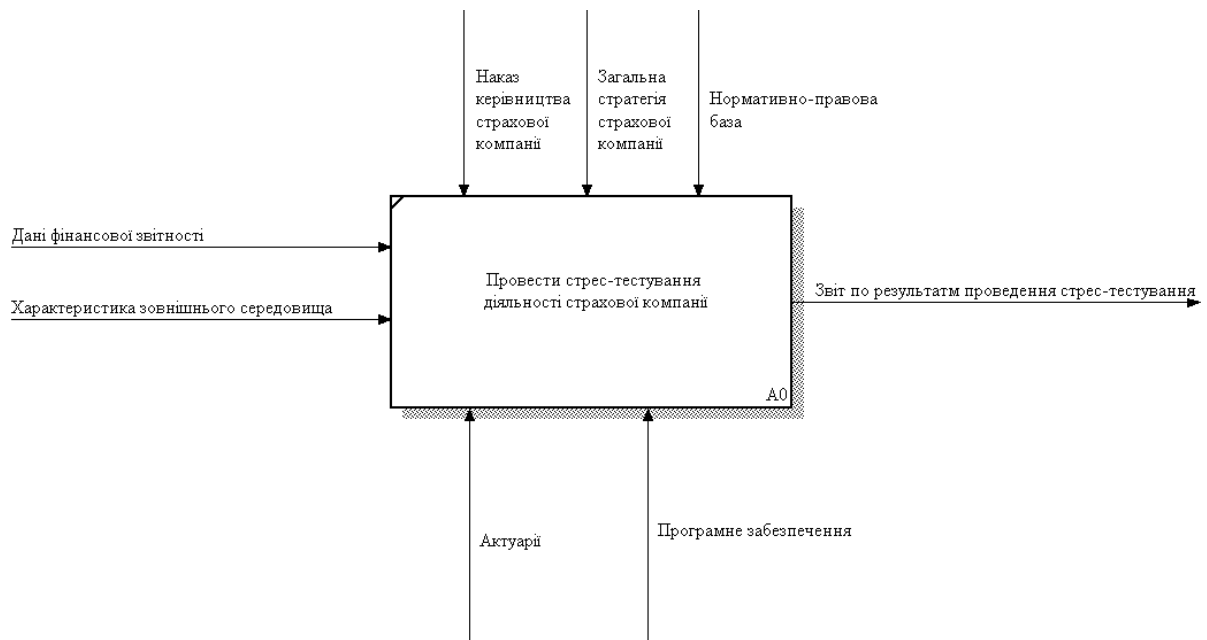 Наказ
керівництва
страхової
компанії
Загальна
стратегія
страхової
компанії
Нормативно-правова
база
Дані фінансової звітності
Характеристика зовнішнього середовища
Провести стрес-тестування
діяльності страхової компанії
Звіт по результатм проведення стрес-тестування
А0
Актуарії
Програмне забезпечення